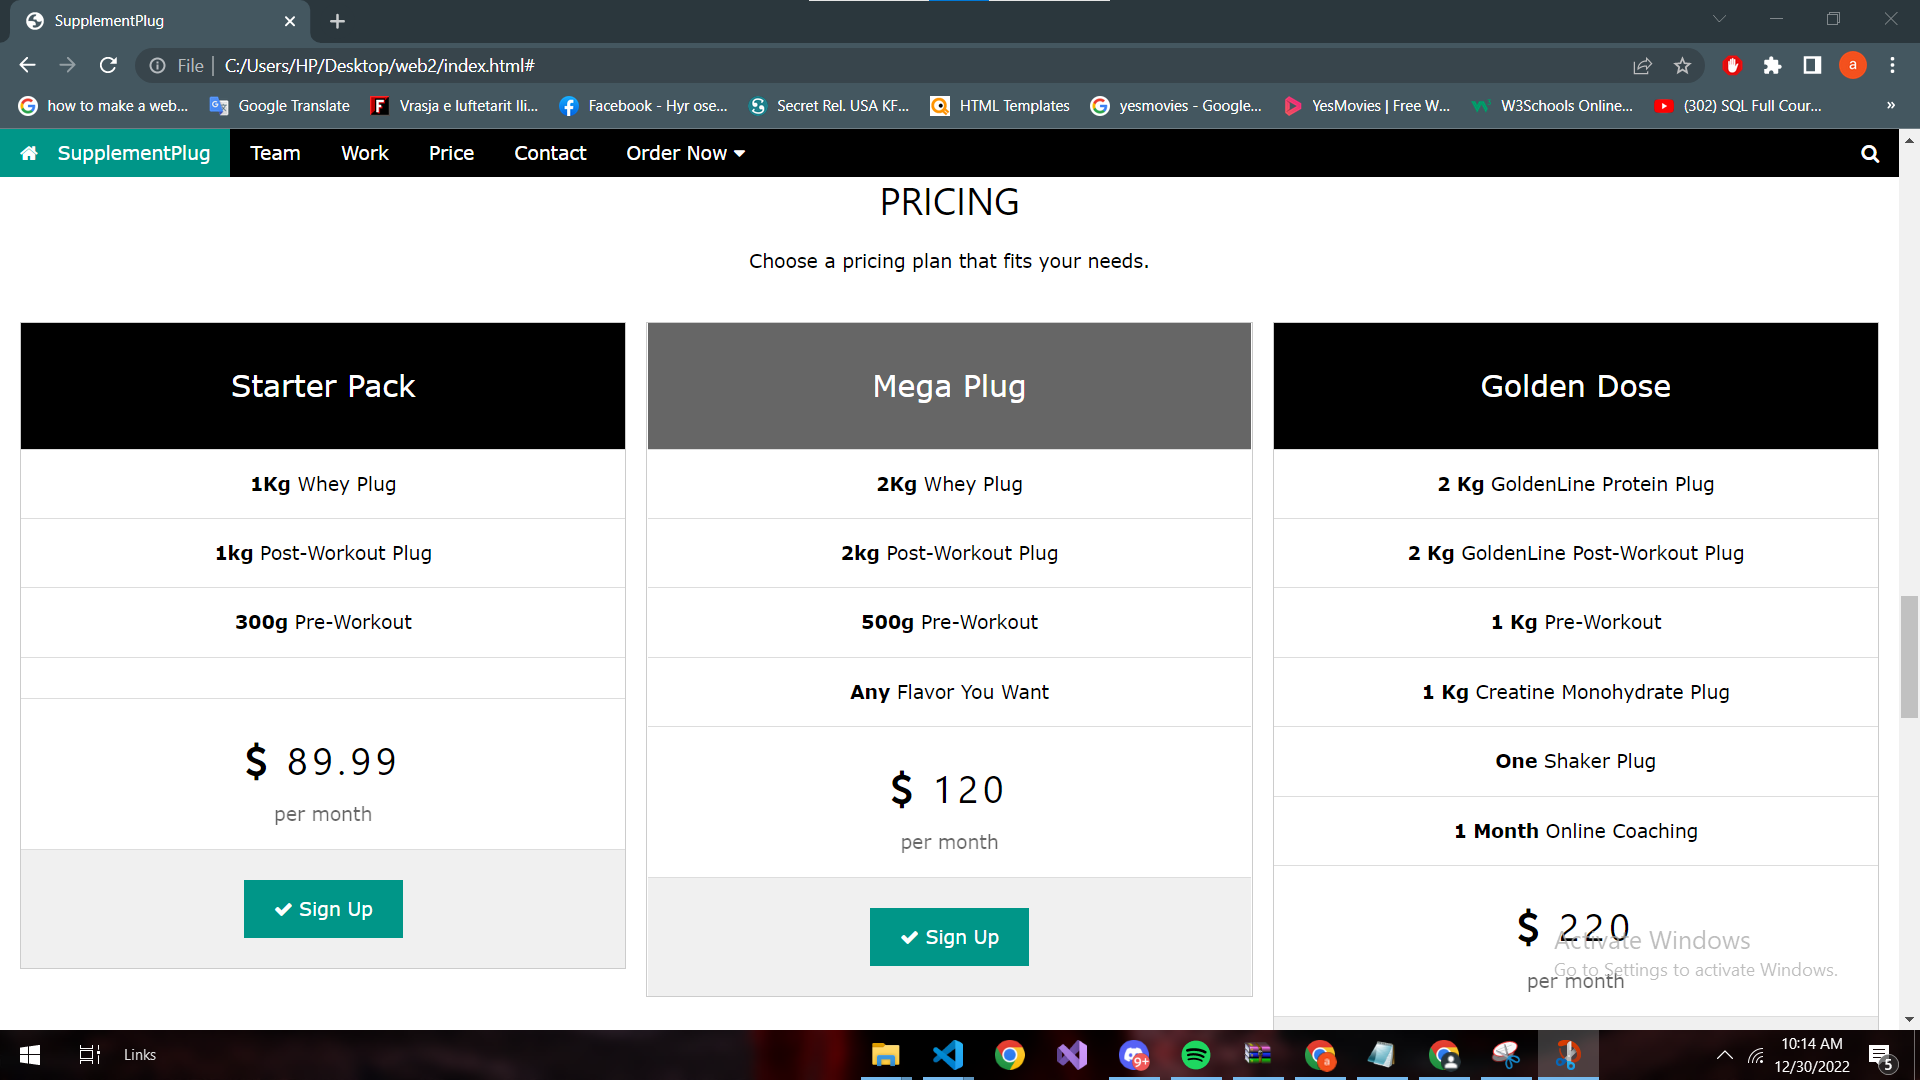 SupplementPlug
File
C:/Users/HP/Desktop/web2/index.html#
a
how to make a web...
Google Translate
Vrasja e luftetarit Ili...
Facebook - Hyr ose...
Secret Rel. USA KF...
HTML Templates
yesmovies - Google...
YesMovies | Free W...
W3Schools Online...
(302) SQL Full Cour...
»
SupplementPlug
Team
Work
Price
Contact
Order Now
PRICING
Choose a pricing plan that fits your needs.
Starter Pack
1Kg Whey Plug
1kg Post-Workout Plug
300g Pre-Workout
$ 89.99
per month
Sign Up
Mega Plug
2Kg Whey Plug
2kg Post-Workout Plug
500g Pre-Workout
Any Flavor You Want
$ 120
per month
Sign Up
Golden Dose
2 Kg GoldenLine Protein Plug
2 Kg GoldenLine Post-Workout Plug
1 Kg Pre-Workout
1 Kg Creatine Monohydrate Plug
One Shaker Plug
1 Month Online Coaching
$ 220
per month
Activate Windows
Go to Settings to activate Windows.
Links
9+
a
10:14 AM
12/30/2022
5